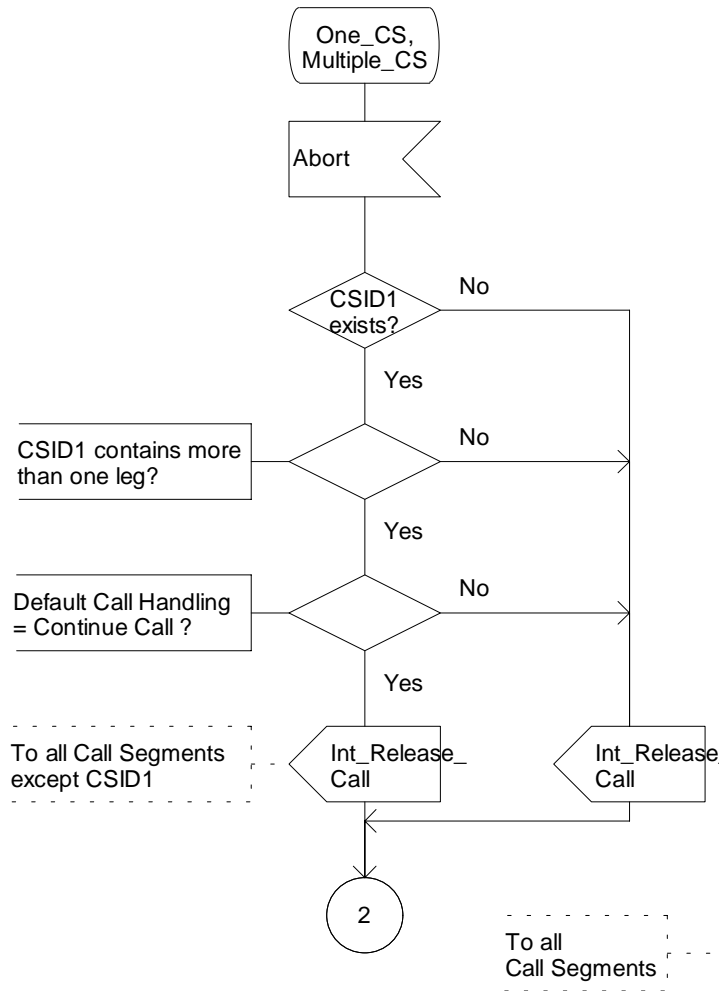 One_CS,
Multiple_CS
Abort
CSID1
exists?
No
Yes
CSID1 contains more
than one leg?
No
Yes
Default Call Handling
= Continue Call ?
No
Yes
To all Call Segments
except CSID1
Int_Release_
Call
Int_Release_
Call
2
To all
Call Segments